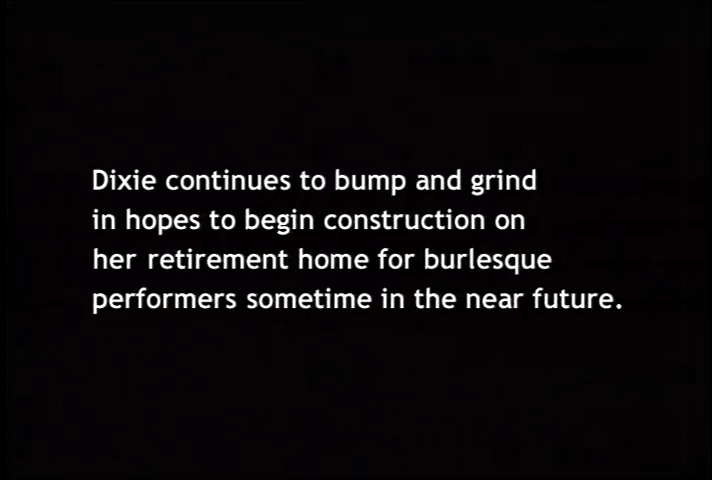 Dixie continues to bump and grind
in hopes to begin construction on
her retirement home for burlesque
performers sometime in the near future.